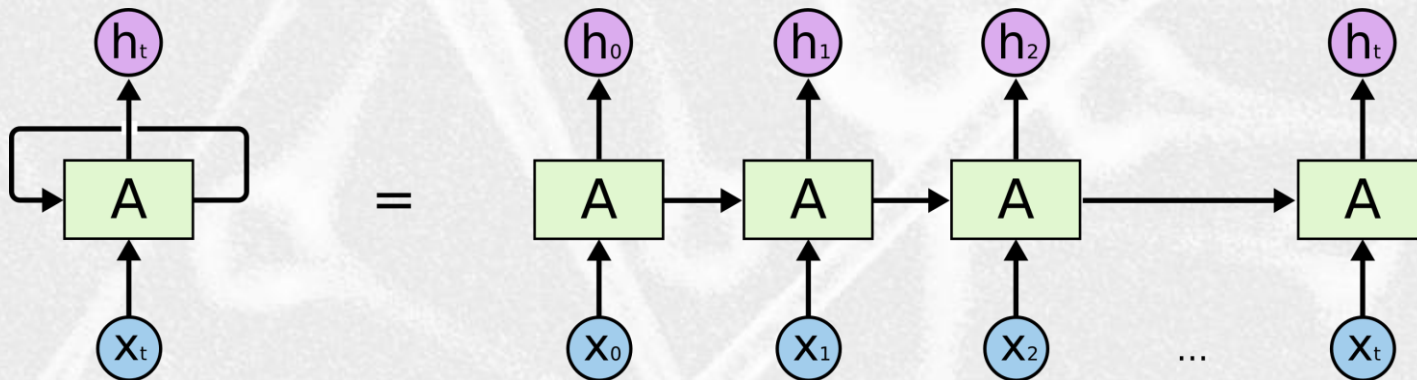 hₜ h₀ h₁ h₂ hₜ
A = A A A A
xₜ x₀ x₁ x₂ ... xₜ